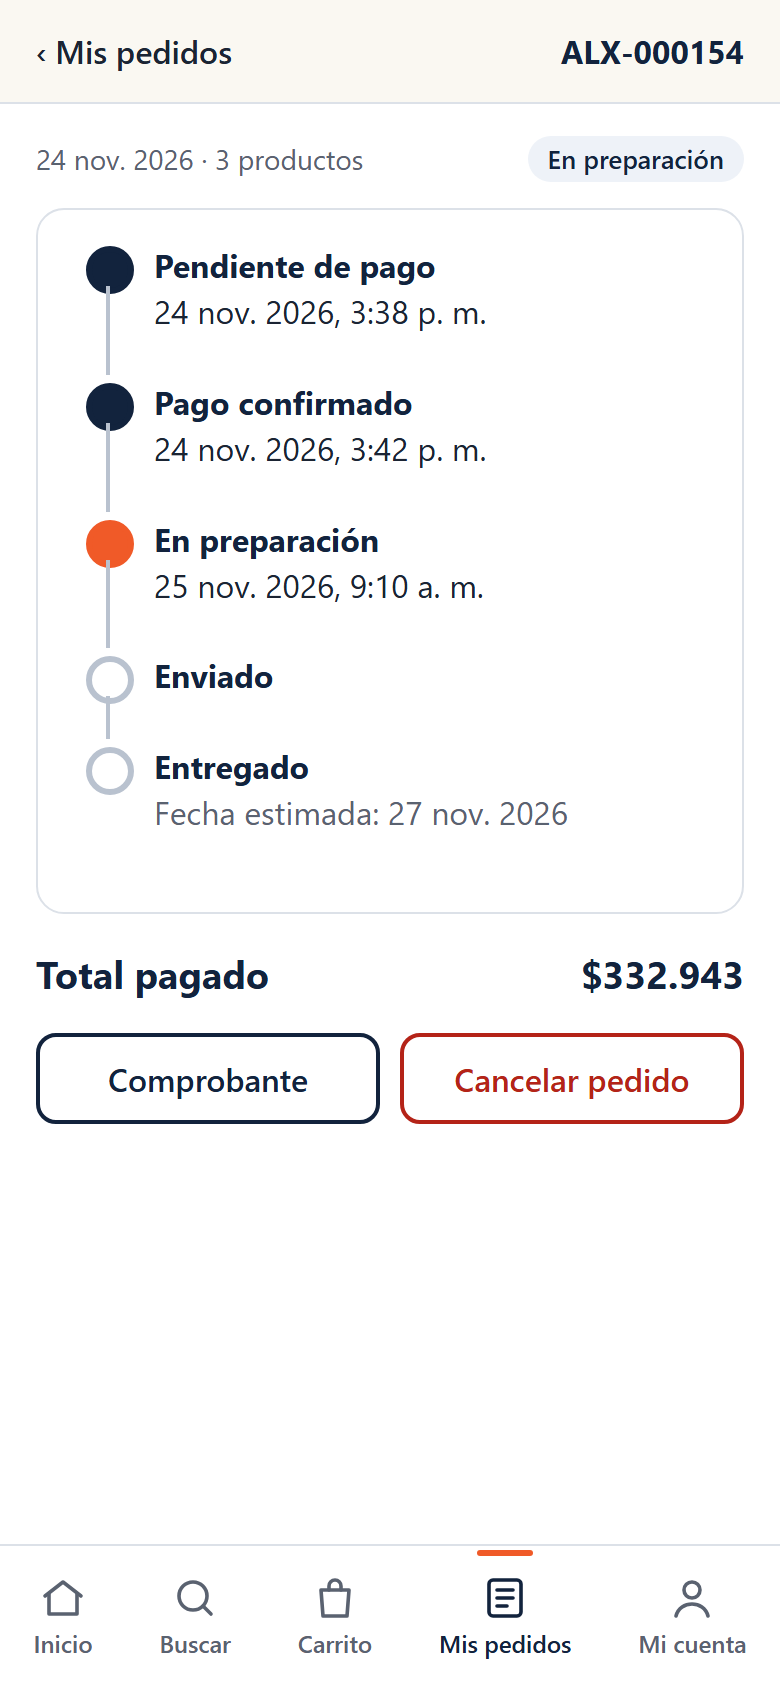 ‹ Mis pedidos
ALX-000154
24 nov. 2026 · 3 productos
En preparación
Pendiente de pago
24 nov. 2026, 3:38 p. m.
Pago confirmado
24 nov. 2026, 3:42 p. m.
En preparación
25 nov. 2026, 9:10 a. m.
Enviado
Entregado
Fecha estimada: 27 nov. 2026
Total pagado
$332.943
Comprobante
Cancelar pedido
Inicio
Buscar
Carrito
Mis pedidos
Mi cuenta